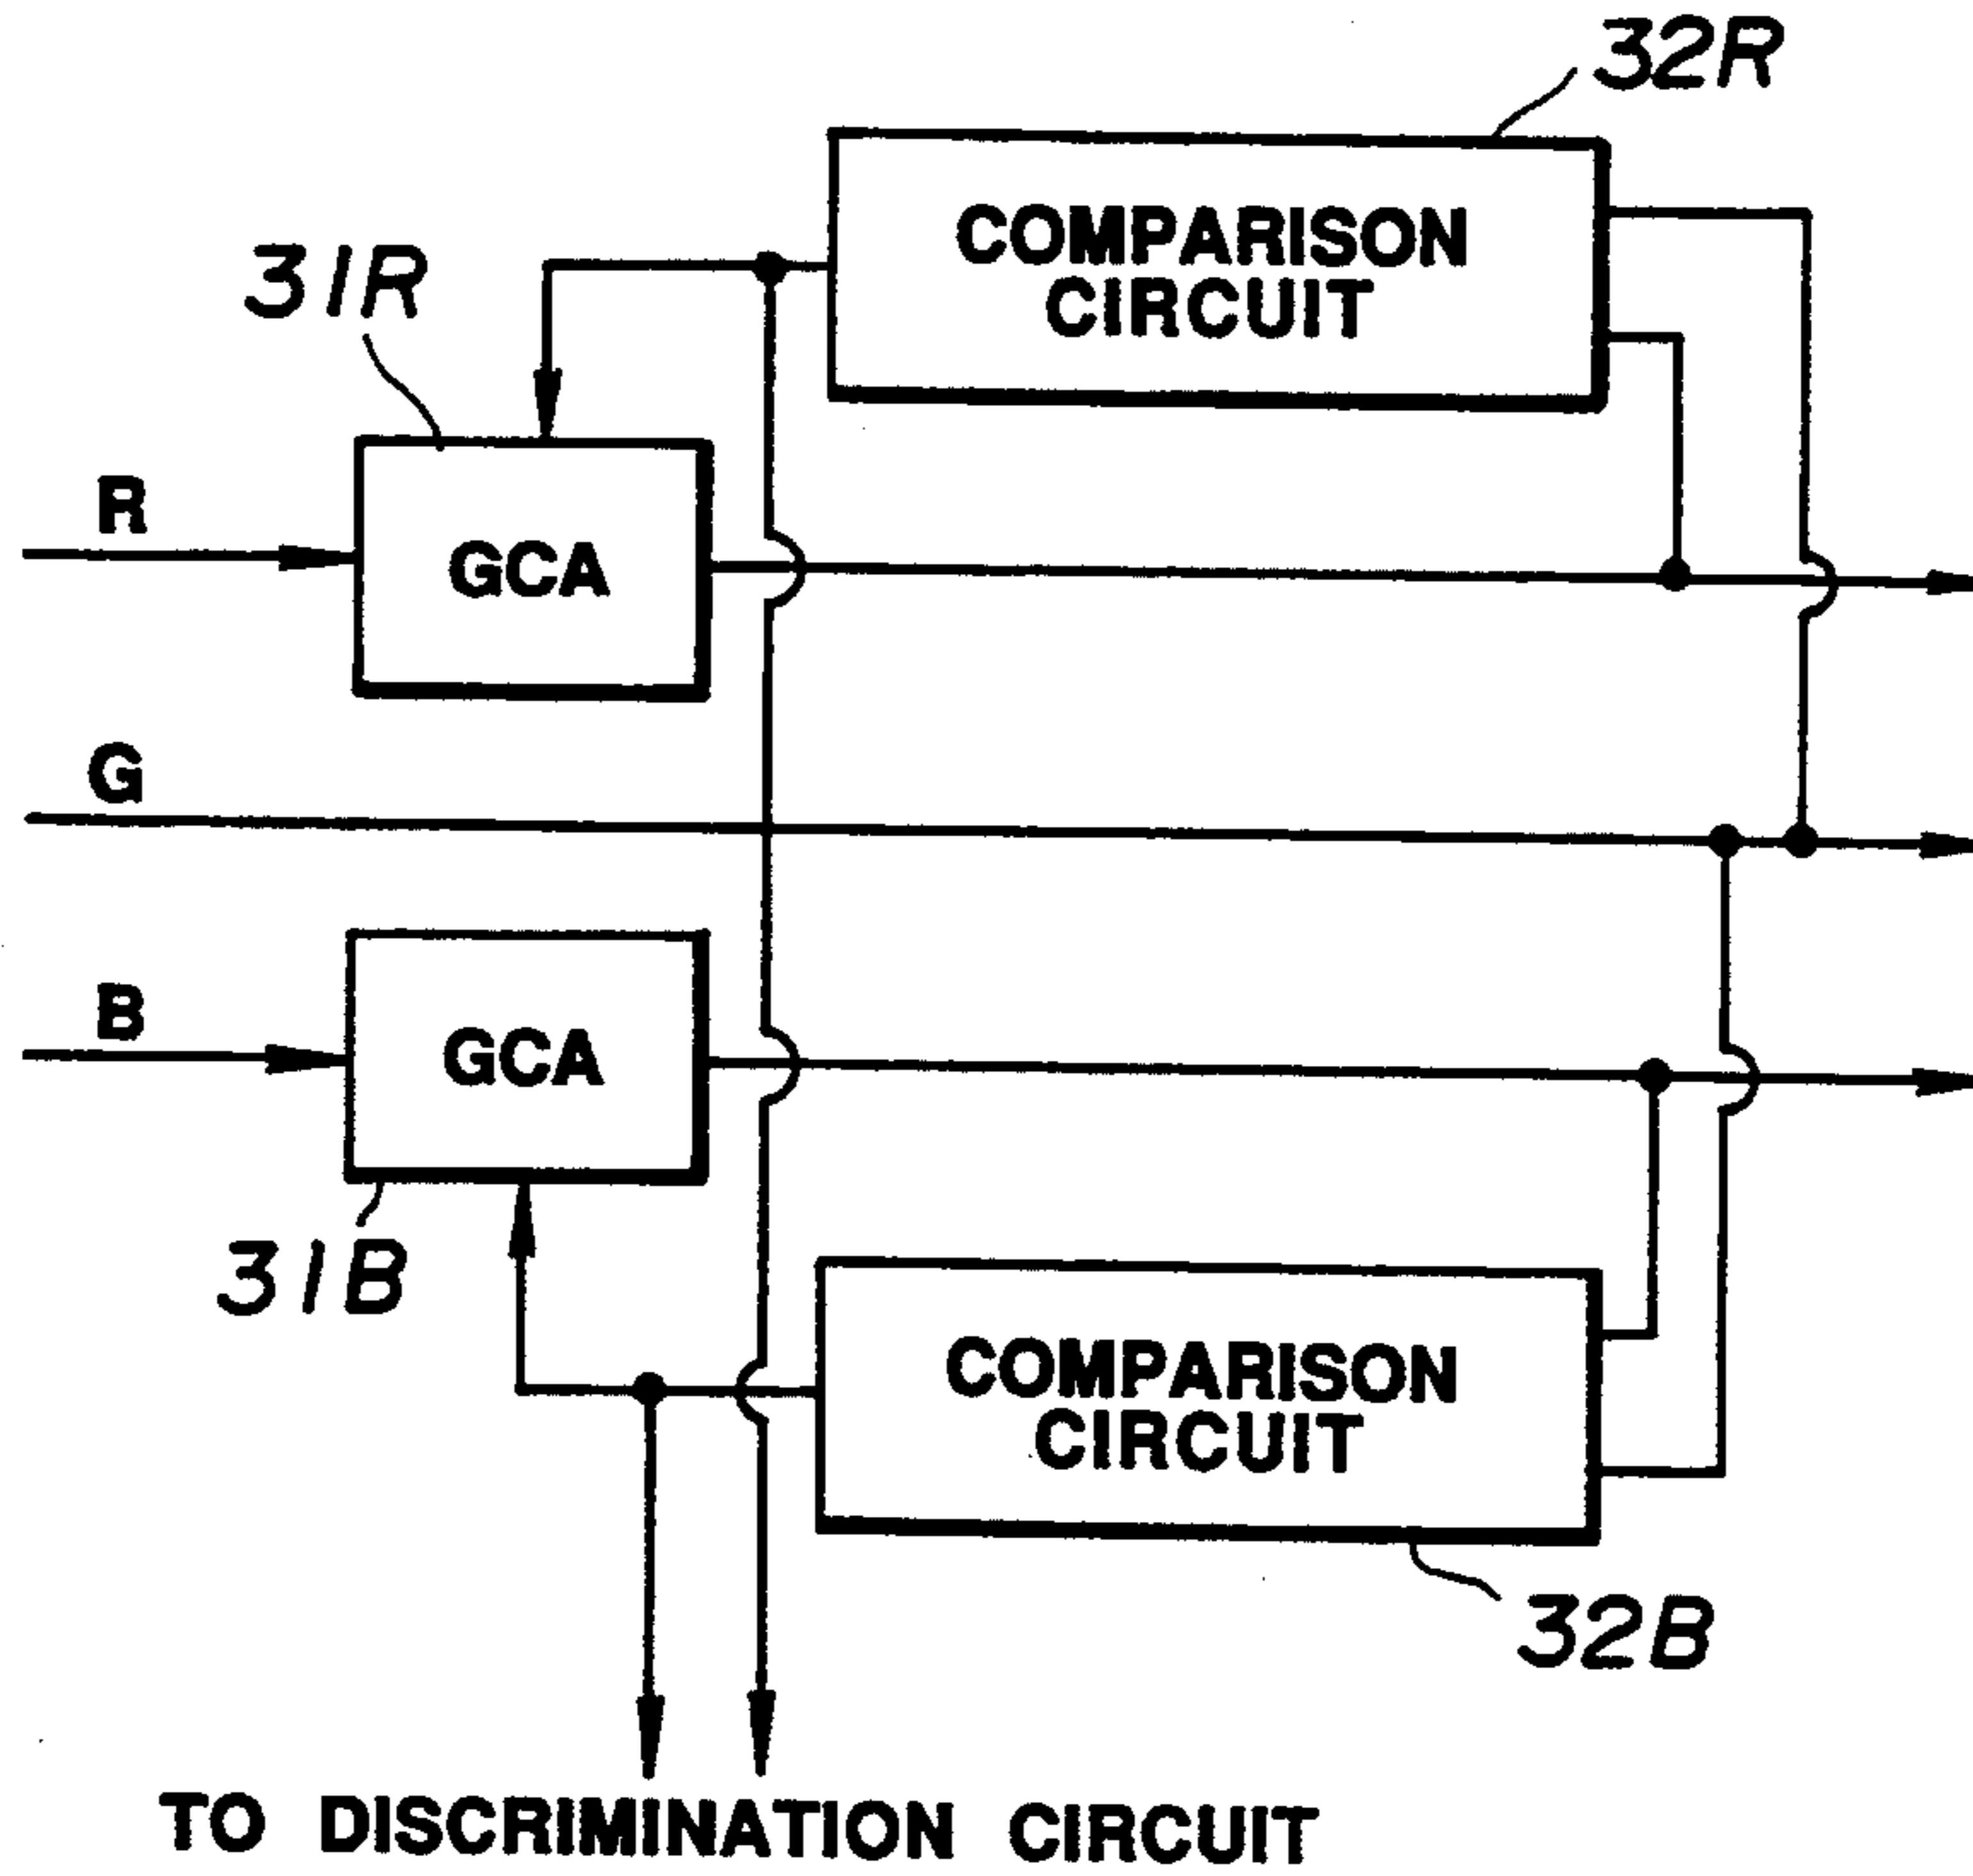 32R
COMPARISON
CIRCUIT
31R
R
GCA
G
B
GCA
31B
COMPARISON
CIRCUIT
32B
TO DISCRIMINATION CIRCUIT